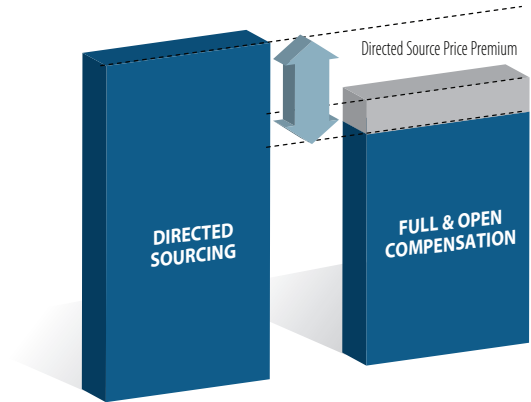 Directed Source Price Premium
DIRECTED
SOURCING
FULL & OPEN
COMPENSATION